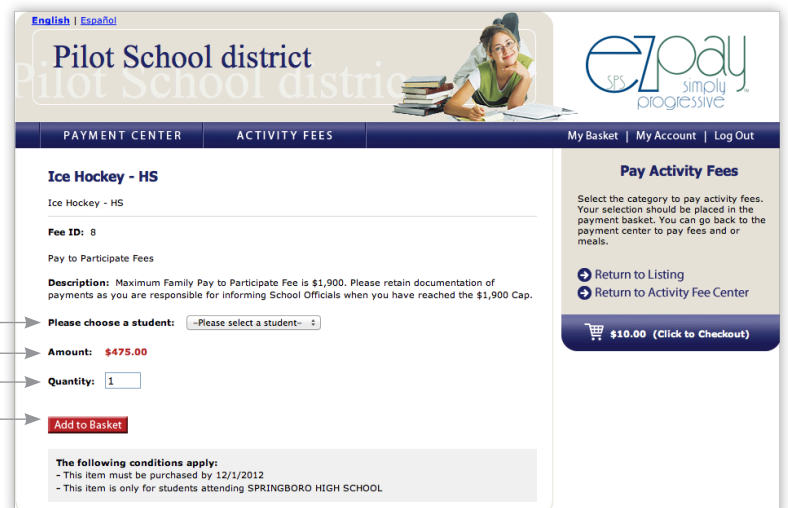 English | Español
Pilot School district
Pilot School distric
ezpay
SPS
simply
progressive
™
PAYMENT CENTER
ACTIVITY FEES
My Basket | My Account | Log Out
Ice Hockey - HS
Ice Hockey - HS
Fee ID: 8
Pay to Participate Fees
Description: Maximum Family Pay to Participate Fee is $1,900. Please retain documentation of
payments as you are responsible for informing School Officials when you have reached the $1,900 Cap.
Please choose a student: -Please select a student-
Amount: $475.00
Quantity: 1
Add to Basket
The following conditions apply:
- This item must be purchased by 12/1/2012
- This item is only for students attending SPRINGBORO HIGH SCHOOL
Pay Activity Fees
Select the category to pay activity fees.
Your selection should be placed in the
payment basket. You can go back to the
payment center to pay fees and or
meals.
Return to Listing
Return to Activity Fee Center
$10.00 (Click to Checkout)